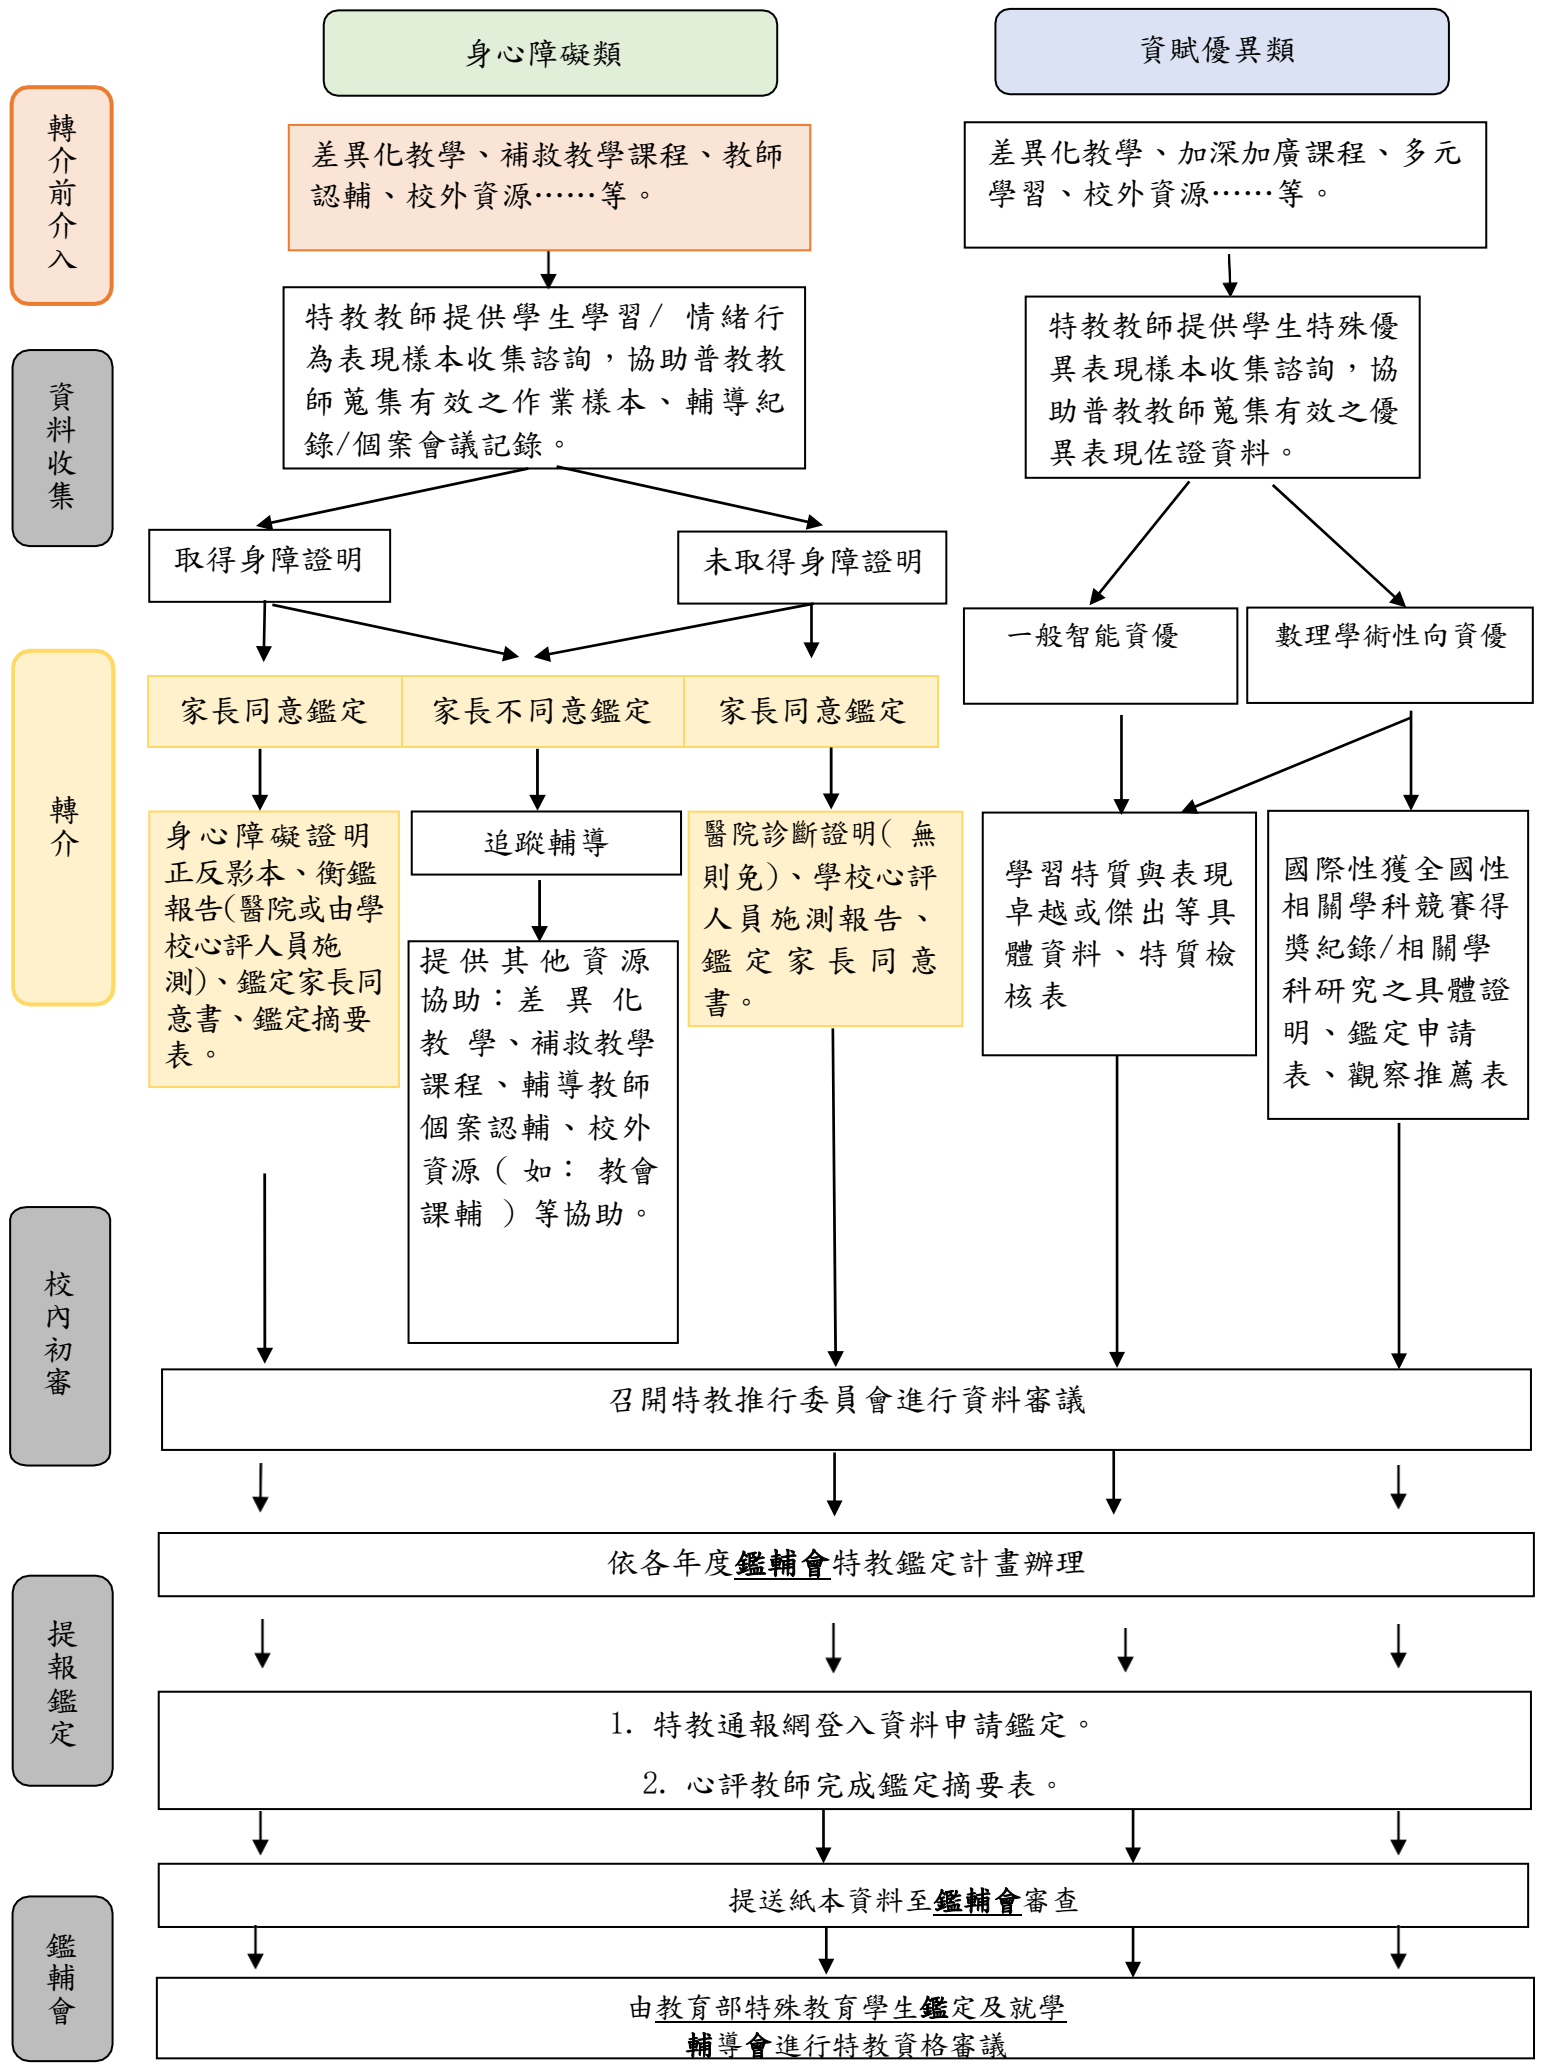 身心障礙類
資賦優異類
轉介前介入
差異化教學、補救教學課程、教師
認輔、校外資源……等。
差異化教學、加深加廣課程、多元
學習、校外資源……等。
資料收集
特教教師提供學生學習/ 情緒行
為表現樣本收集諮詢，協助普教教
師蒐集有效之作業樣本、輔導紀
錄/個案會議記錄。
特教教師提供學生特殊優
異表現樣本收集諮詢，協
助普教教師蒐集有效之優
異表現佐證資料。
取得身障證明
未取得身障證明
一般智能資優
數理學術性向資優
轉介
家長同意鑑定
家長不同意鑑定
家長同意鑑定
身心障礙證明
正反影本、衡鑑
報告(醫院或由學
校心評人員施
測)、鑑定家長同
意書、鑑定摘要
表。
追蹤輔導
提供其他資源
協助：差 異 化
教 學、補救教學
課程、輔導教師
個案認輔、校外
資源（ 如： 教會
課輔 ）等協助。
醫院診斷證明( 無
則免)、學校心評
人員施測報告、
鑑定家長同意
書。
學習特質與表現
卓越或傑出等具
體資料、特質檢
核表
國際性獲全國性
相關學科競賽得
獎紀錄/相關學
科研究之具體證
明、鑑定申請
表、觀察推薦表
校內初審
召開特教推行委員會進行資料審議
依各年度鑑輔會特教鑑定計畫辦理
提報鑑定
1. 特教通報網登入資料申請鑑定。
2. 心評教師完成鑑定摘要表。
鑑輔會
提送紙本資料至鑑輔會審查
由教育部特殊教育學生鑑定及就學
輔導會進行特教資格審議